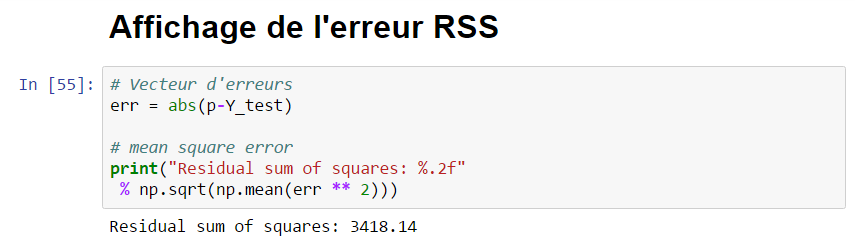 Affichage de l'erreur RSS
In [55]: # Vecteur d'erreurs
err = abs(p-Y_test)
# mean square error
print("Residual sum of squares: %.2f"
% np.sqrt(np.mean(err ** 2)))
Residual sum of squares: 3418.14